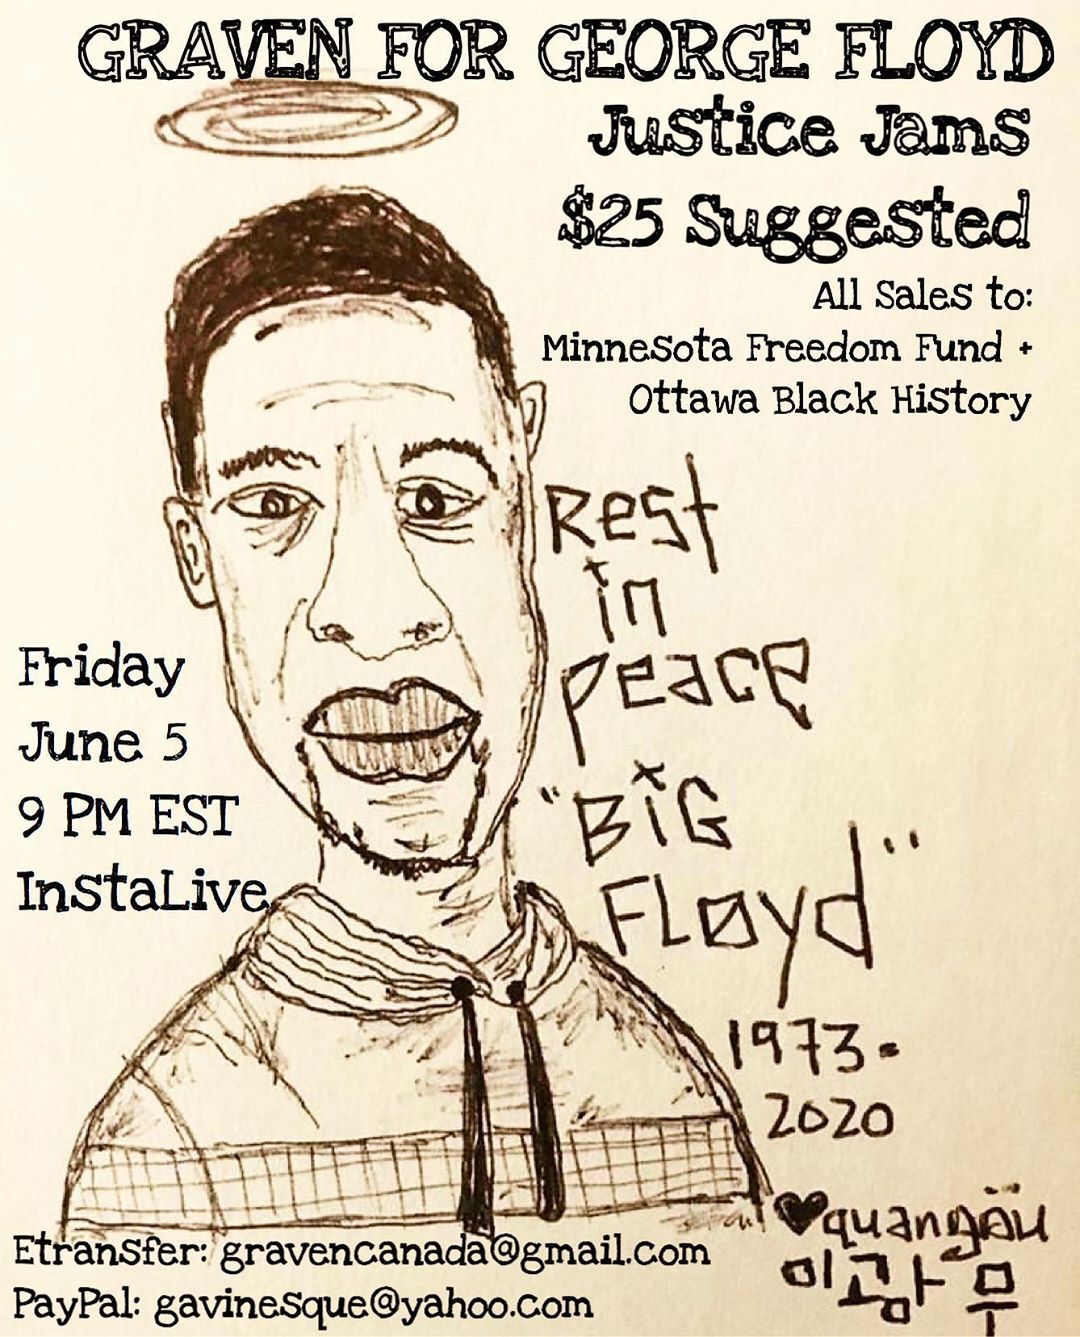 GRAVEN FOR GEORGE FLOYD
Justice Jams
$25 Suggested
All Sales to:
Minnesota Freedom Fund +
Ottawa Black History
Rest
in
peace
"BiG
FLøyd"
1973-
2020
Friday
June 5
9 PM EST
InstaLive
Etransfer: gravencanada@gmail.com
PayPal: gavinesque@yahoo.com
♥quangmu
이광무